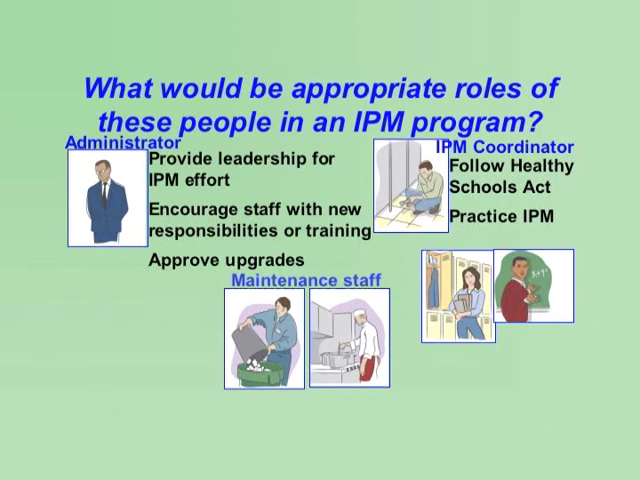 What would be appropriate roles of
these people in an IPM program?
Administrator
Provide leadership for
IPM effort
Encourage staff with new
responsibilities or training
Approve upgrades
IPM Coordinator
Follow Healthy
Schools Act
Practice IPM
Maintenance staff